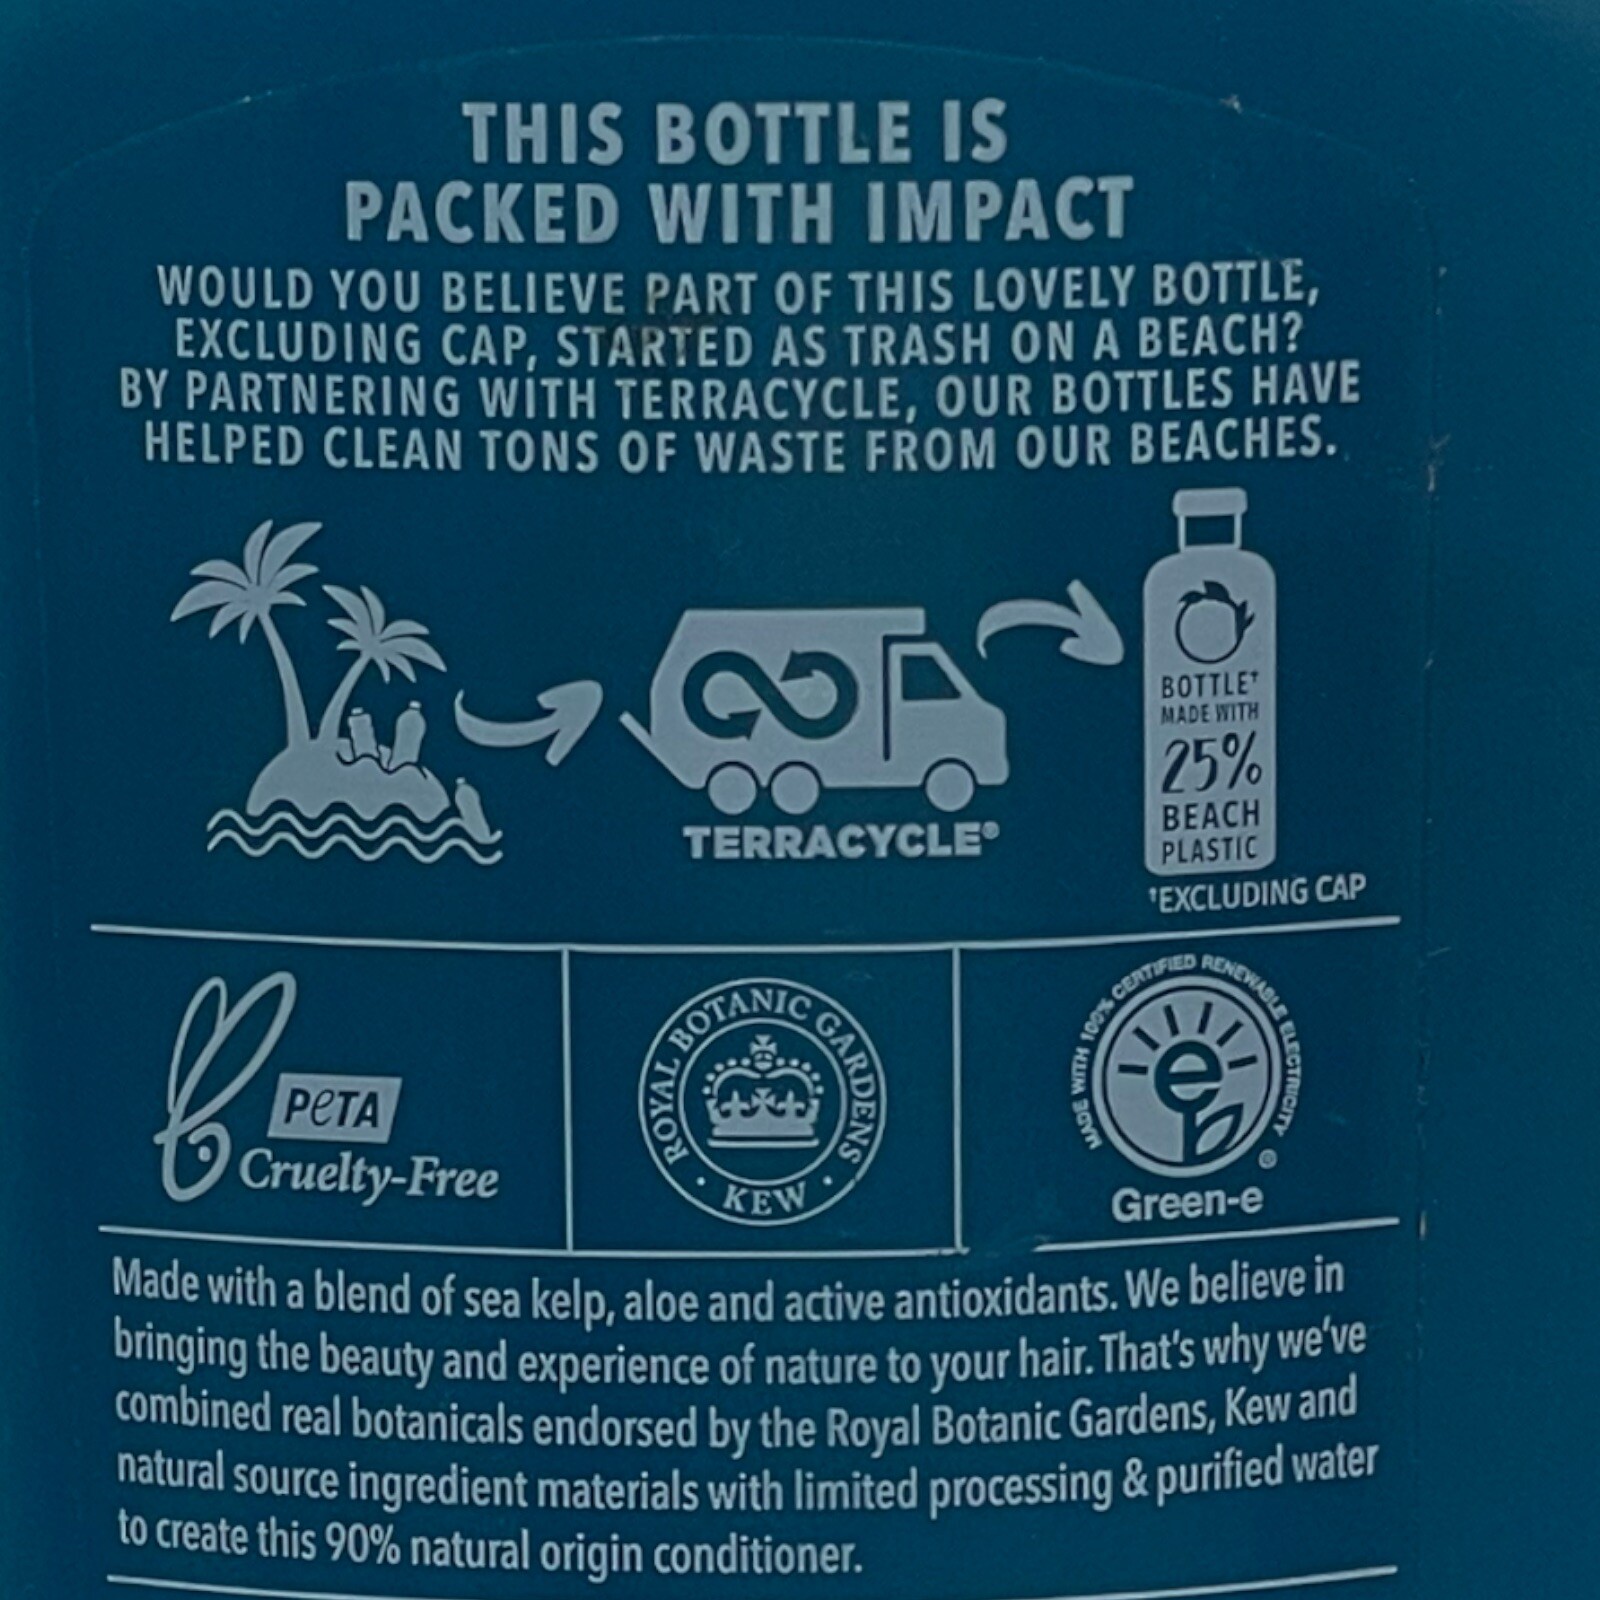 THIS BOTTLE IS
PACKED WITH IMPACT
WOULD YOU BELIEVE PART OF THIS LOVELY BOTTLE,
EXCLUDING CAP, STARTED AS TRASH ON A BEACH?
BY PARTNERING WITH TERRACYCLE, OUR BOTTLES HAVE
HELPED CLEAN TONS OF WASTE FROM OUR BEACHES.
TERRACYCLE®
BOTTLE†
MADE WITH
25%
BEACH
PLASTIC
†EXCLUDING CAP
PETA
Cruelty-Free
ROYAL BOTANIC GARDENS
· KEW ·
MADE WITH 100% CERTIFIED RENEWABLE ELECTRICITY
e
®
Green-e
Made with a blend of sea kelp, aloe and active antioxidants. We believe in
bringing the beauty and experience of nature to your hair. That's why we've
combined real botanicals endorsed by the Royal Botanic Gardens, Kew and
natural source ingredient materials with limited processing & purified water
to create this 90% natural origin conditioner.